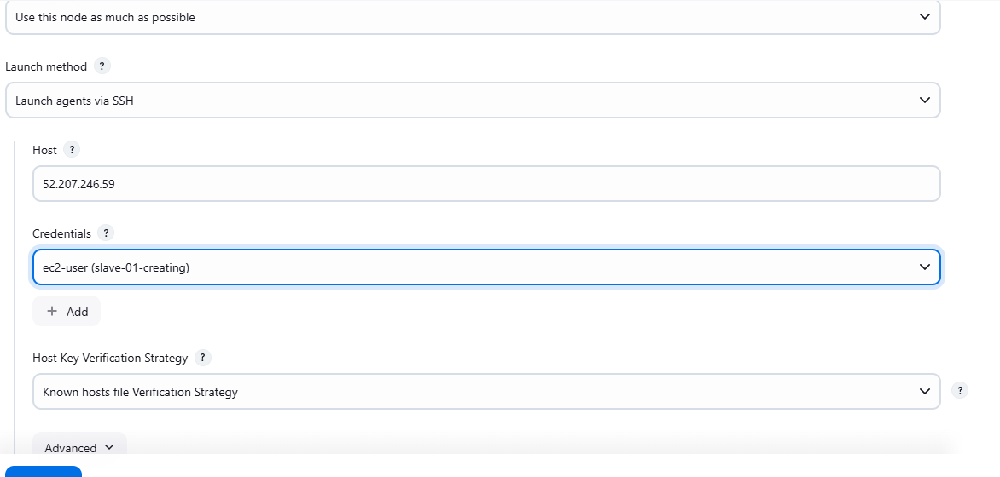 Use this node as much as possible
Launch method ?
Launch agents via SSH
Host ?
52.207.246.59
Credentials ?
ec2-user (slave-01-creating)
+ Add
Host Key Verification Strategy ?
Known hosts file Verification Strategy ?
Advanced